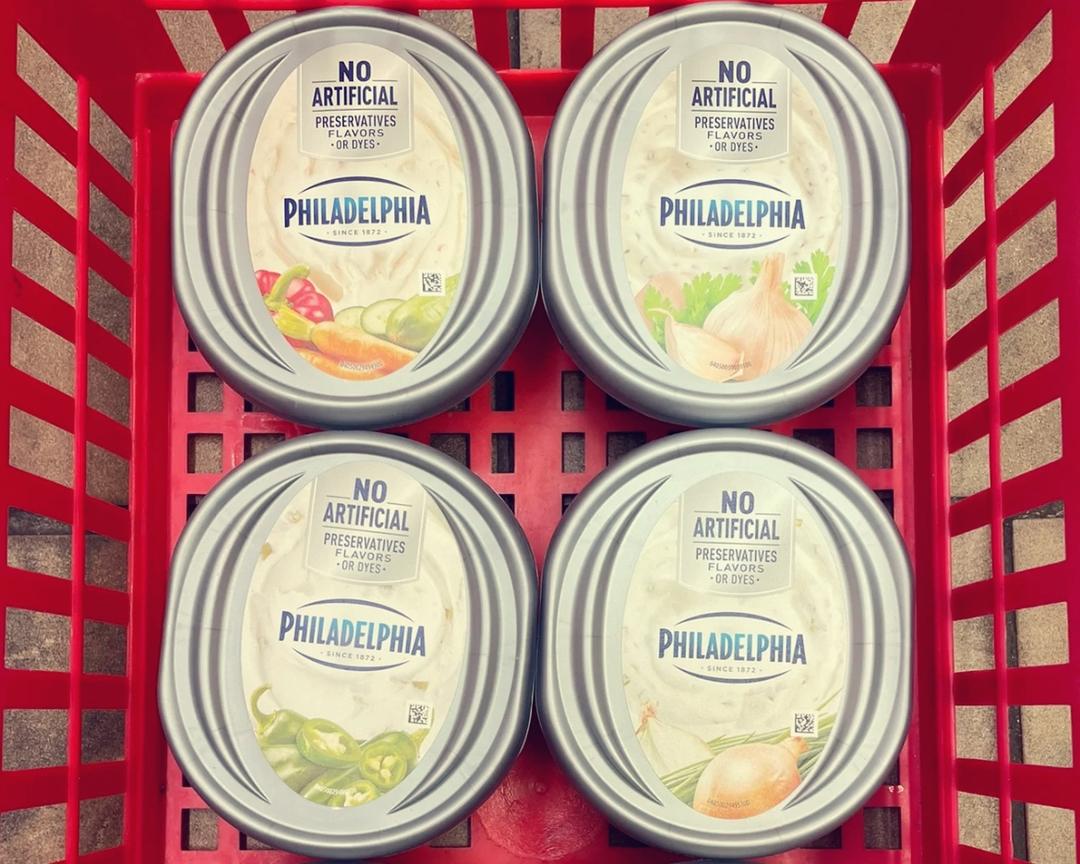 NO
ARTIFICIAL
PRESERVATIVES
FLAVORS
·OR DYES·
PHILADELPHIA
· SINCE 1872 ·
NO
ARTIFICIAL
PRESERVATIVES
FLAVORS
·OR DYES·
PHILADELPHIA
· SINCE 1872 ·
NO
ARTIFICIAL
PRESERVATIVES
FLAVORS
·OR DYES·
PHILADELPHIA
· SINCE 1872 ·
NO
ARTIFICIAL
PRESERVATIVES
FLAVORS
·OR DYES·
PHILADELPHIA
· SINCE 1872 ·